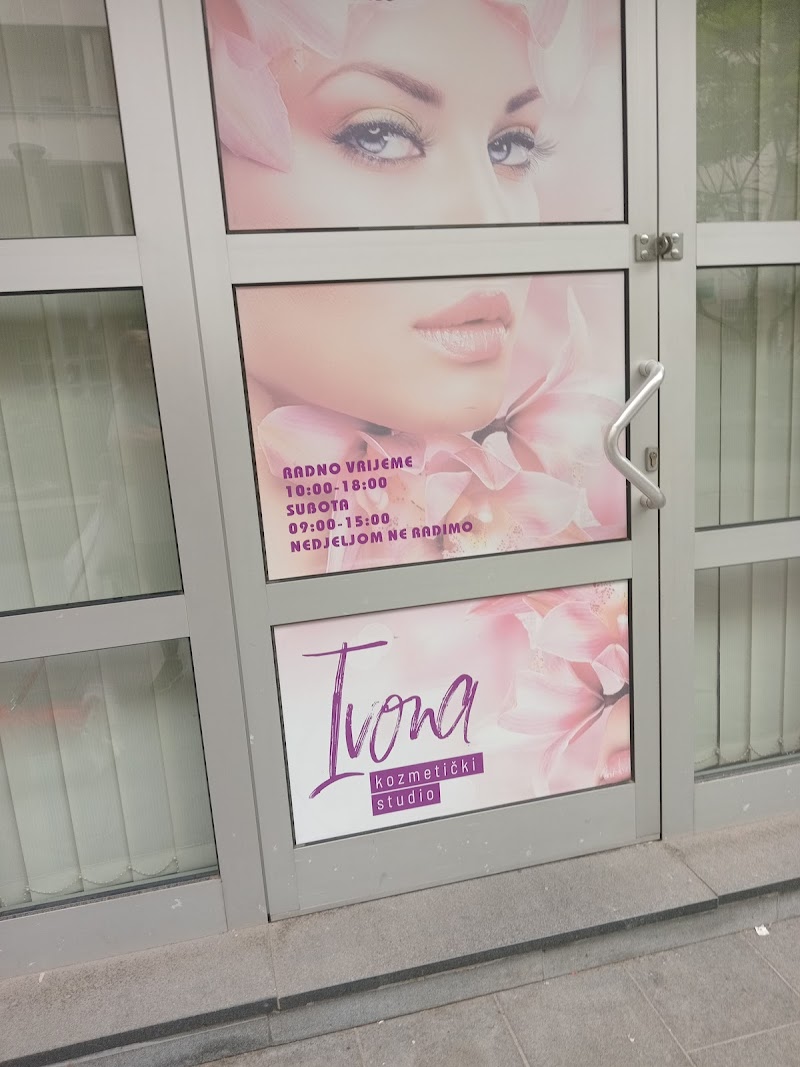 RADNO VRIJEME
10:00-18:00
SUBOTA
09:00-15:00
NEDJELJOM NE RADIMO
Ivona
kozmetički
studio